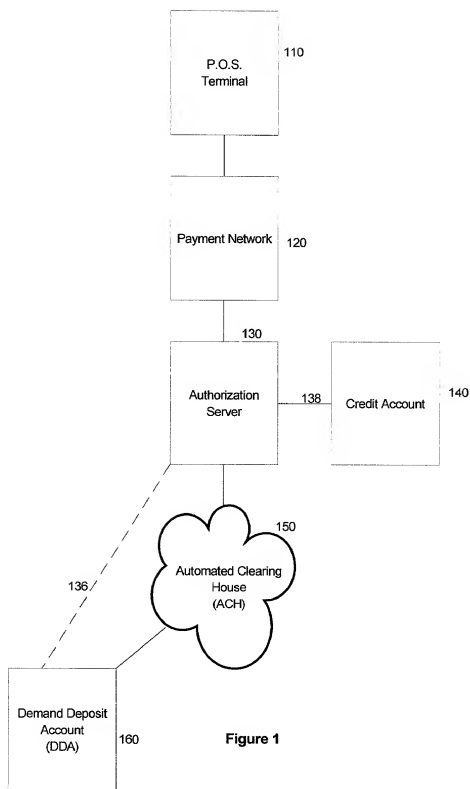 110
P.O.S.
Terminal
Payment Network
120
130
Authorization
Server
138
Credit Account
140
150
Automated Clearing
House
(ACH)
136
Demand Deposit
Account
(DDA)
160
Figure 1